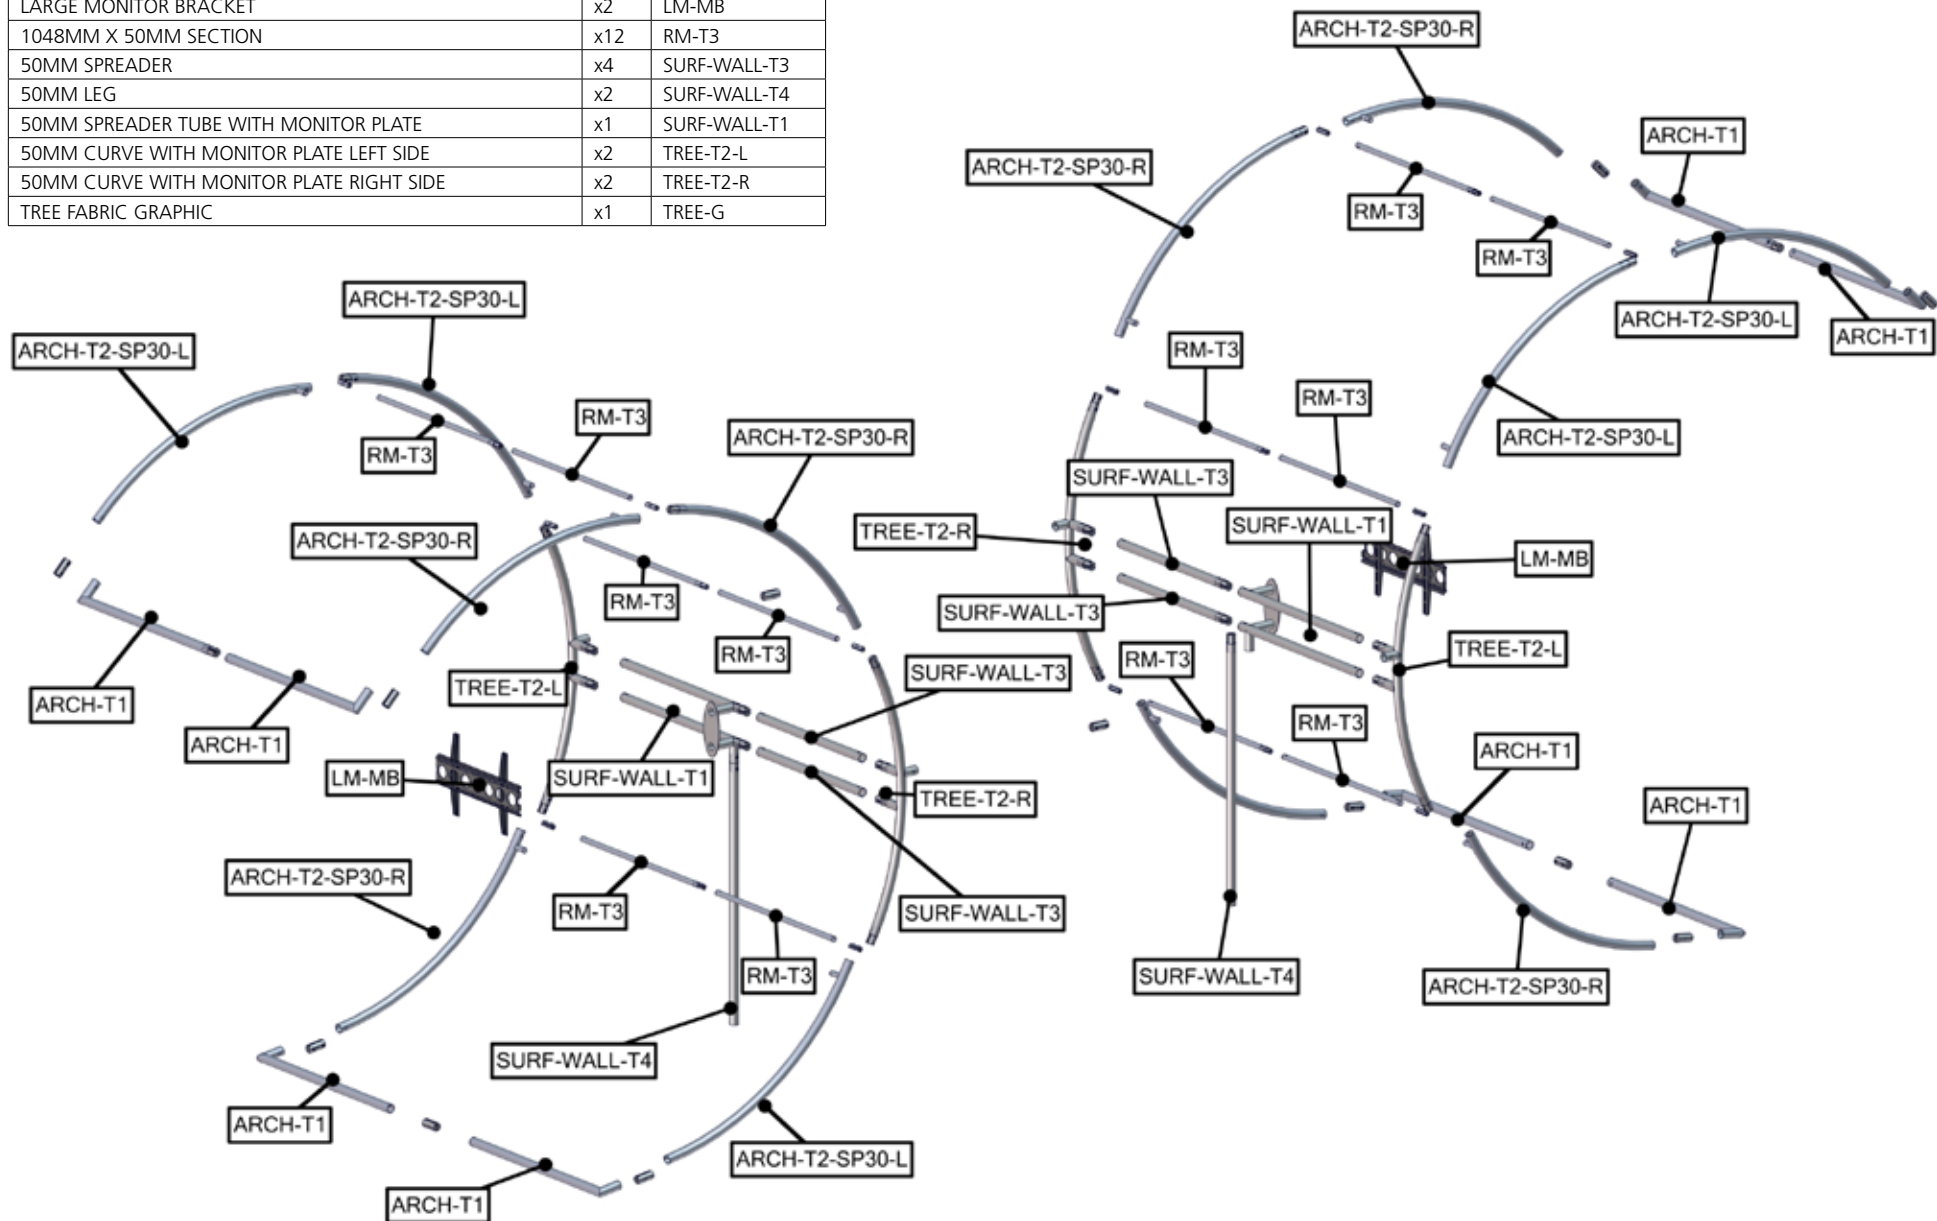 LARGE MONITOR BRACKET x2 LM-MB
1048MM X 50MM SECTION x12 RM-T3
50MM SPREADER x4 SURF-WALL-T3
50MM LEG x2 SURF-WALL-T4
50MM SPREADER TUBE WITH MONITOR PLATE x1 SURF-WALL-T1
50MM CURVE WITH MONITOR PLATE LEFT SIDE x2 TREE-T2-L
50MM CURVE WITH MONITOR PLATE RIGHT SIDE x2 TREE-T2-R
TREE FABRIC GRAPHIC x1 TREE-G
ARCH-T2-SP30-L
ARCH-T2-SP30-L
RM-T3
RM-T3
ARCH-T2-SP30-R
ARCH-T2-SP30-R
RM-T3
RM-T3
TREE-T2-L
SURF-WALL-T3
ARCH-T1
ARCH-T1
LM-MB
SURF-WALL-T1
TREE-T2-R
ARCH-T2-SP30-R
RM-T3
SURF-WALL-T3
RM-T3
SURF-WALL-T4
ARCH-T1
ARCH-T2-SP30-L
ARCH-T1
ARCH-T2-SP30-R
ARCH-T1
ARCH-T2-SP30-R
RM-T3
RM-T3
ARCH-T2-SP30-L
ARCH-T1
RM-T3
RM-T3
ARCH-T2-SP30-L
SURF-WALL-T3
SURF-WALL-T1
TREE-T2-R
LM-MB
SURF-WALL-T3
TREE-T2-L
RM-T3
RM-T3
ARCH-T1
ARCH-T1
SURF-WALL-T4
ARCH-T2-SP30-R